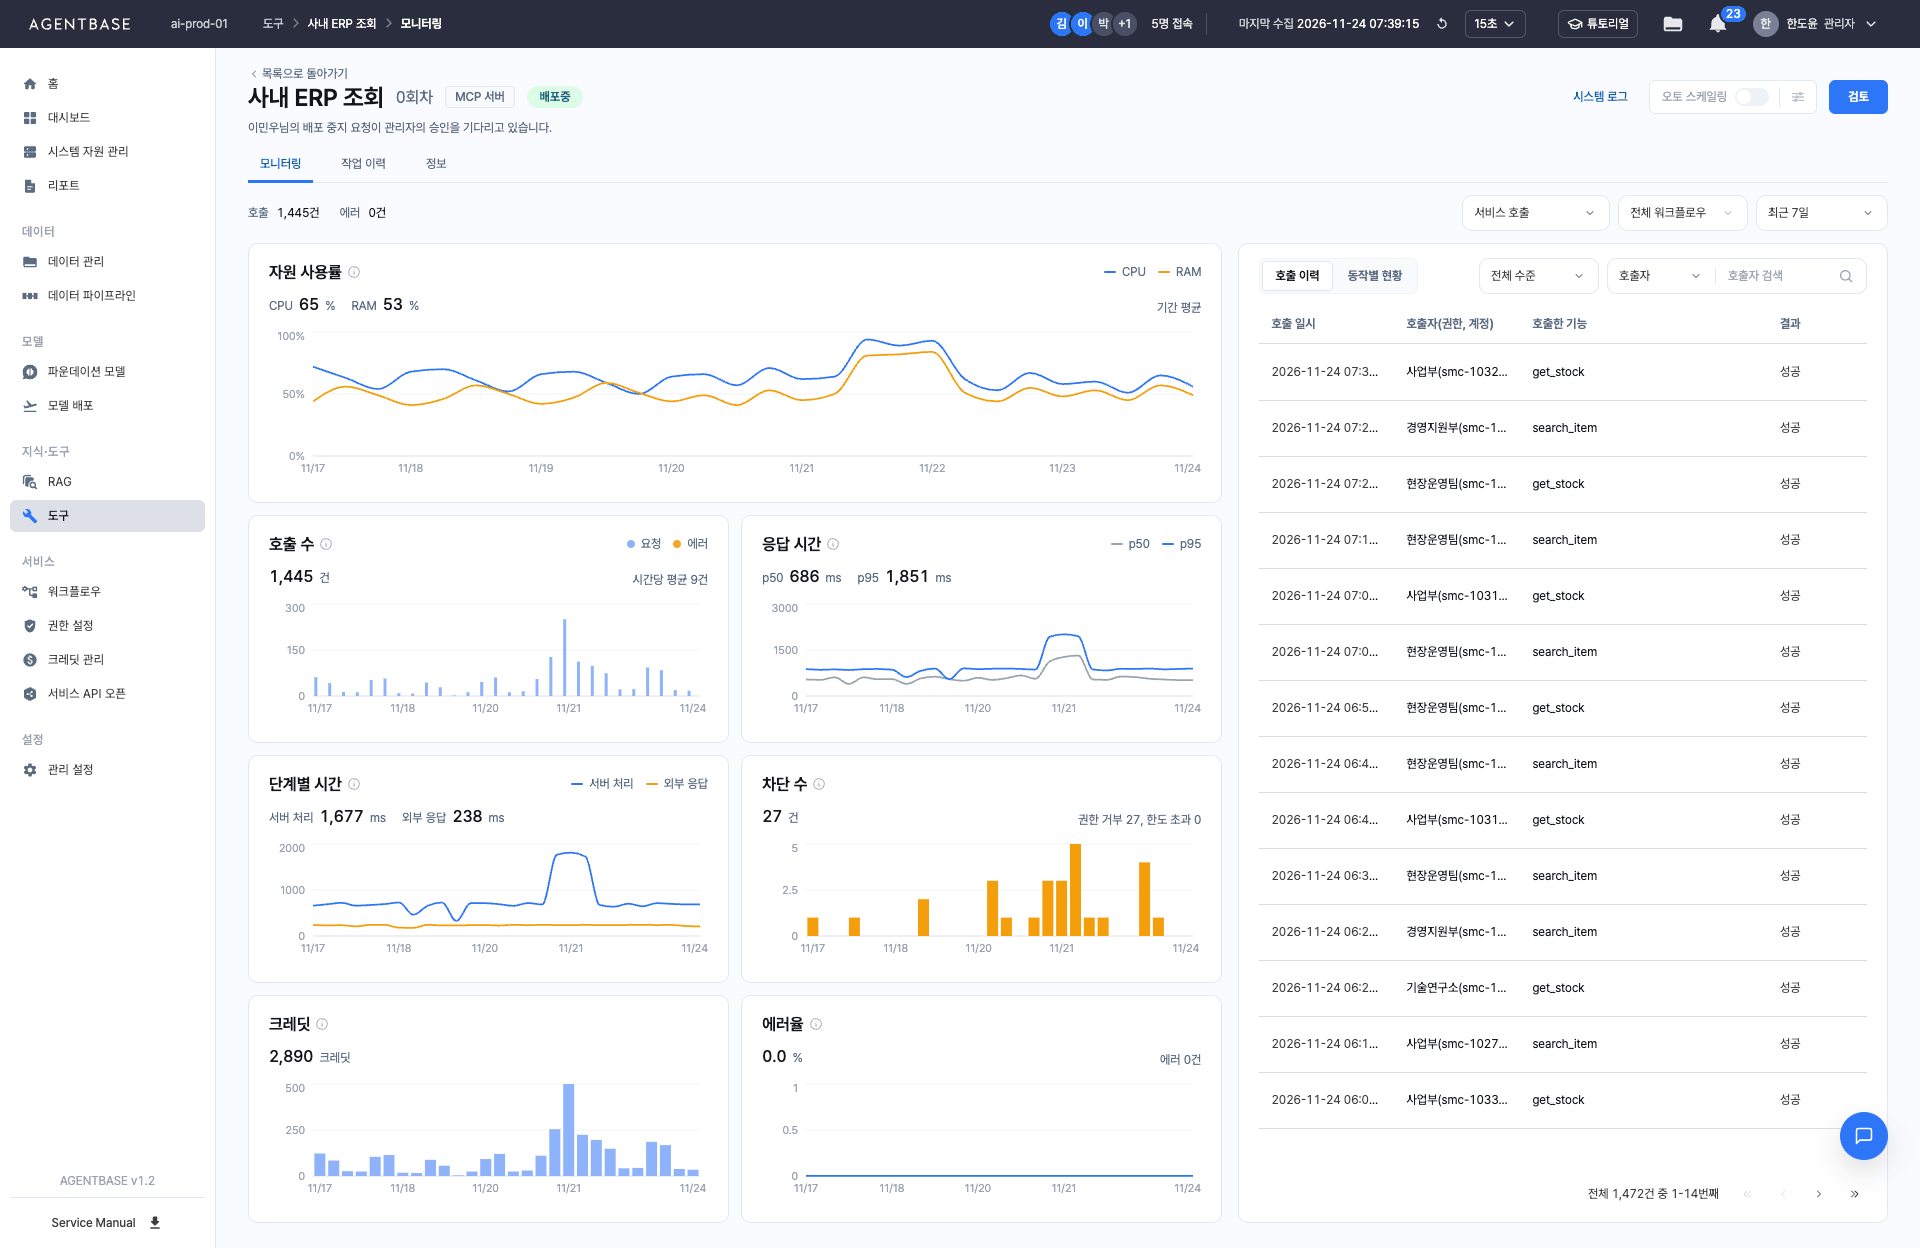 AGENTBASE
ai-prod-01
도구 > 사내 ERP 조회 > 모니터링
김 이 박 +1 5명 접속
마지막 수집 2026-11-24 07:39:15
15초
튜토리얼
23
한 한도윤 관리자
홈
대시보드
시스템 자원 관리
리포트
데이터
데이터 관리
데이터 파이프라인
모델
파운데이션 모델
모델 배포
지식·도구
RAG
도구
서비스
워크플로우
권한 설정
크레딧 관리
서비스 API 오픈
설정
관리 설정
AGENTBASE v1.2
Service Manual
목록으로 돌아가기
사내 ERP 조회 0회차 MCP 서버 배포중
이민우님의 배포 중지 요청이 관리자의 승인을 기다리고 있습니다.
시스템 로그
오토 스케일링
검토
모니터링 작업 이력 정보
호출 1,445건 에러 0건
서비스 호출
전체 워크플로우
최근 7일
자원 사용률
CPU RAM
CPU 65 % RAM 53 %
기간 평균
100%
50%
0%
11/17 11/18 11/19 11/20 11/21 11/22 11/23 11/24
호출 수
요청 에러
1,445 건
시간당 평균 9건
300
150
0
11/17 11/18 11/20 11/21 11/24
응답 시간
p50 p95
p50 686 ms p95 1,851 ms
3000
1500
0
11/17 11/18 11/20 11/21 11/24
단계별 시간
서버 처리 외부 응답
서버 처리 1,677 ms 외부 응답 238 ms
2000
1000
0
11/17 11/18 11/20 11/21 11/24
차단 수
27 건
권한 거부 27, 한도 초과 0
5
2.5
0
11/17 11/18 11/20 11/21 11/24
크레딧
2,890 크레딧
500
250
0
11/17 11/18 11/20 11/21 11/24
에러율
0.0 %
에러 0건
1
0.5
0
11/17 11/18 11/20 11/21 11/24
호출 이력 동작별 현황
전체 수준
호출자
호출자 검색
호출 일시 호출자(권한, 계정) 호출한 기능 결과
2026-11-24 07:3... 사업부(smc-1032... get_stock 성공
2026-11-24 07:2... 경영지원부(smc-1... search_item 성공
2026-11-24 07:2... 현장운영팀(smc-1... get_stock 성공
2026-11-24 07:1... 현장운영팀(smc-1... search_item 성공
2026-11-24 07:0... 사업부(smc-1031... get_stock 성공
2026-11-24 07:0... 현장운영팀(smc-1... search_item 성공
2026-11-24 06:5... 현장운영팀(smc-1... get_stock 성공
2026-11-24 06:4... 현장운영팀(smc-1... search_item 성공
2026-11-24 06:4... 사업부(smc-1031... get_stock 성공
2026-11-24 06:3... 현장운영팀(smc-1... search_item 성공
2026-11-24 06:2... 경영지원부(smc-1... search_item 성공
2026-11-24 06:2... 기술연구소(smc-1... get_stock 성공
2026-11-24 06:1... 사업부(smc-1027... search_item 성공
2026-11-24 06:0... 사업부(smc-1033... get_stock 성공
전체 1,472건 중 1-14번째